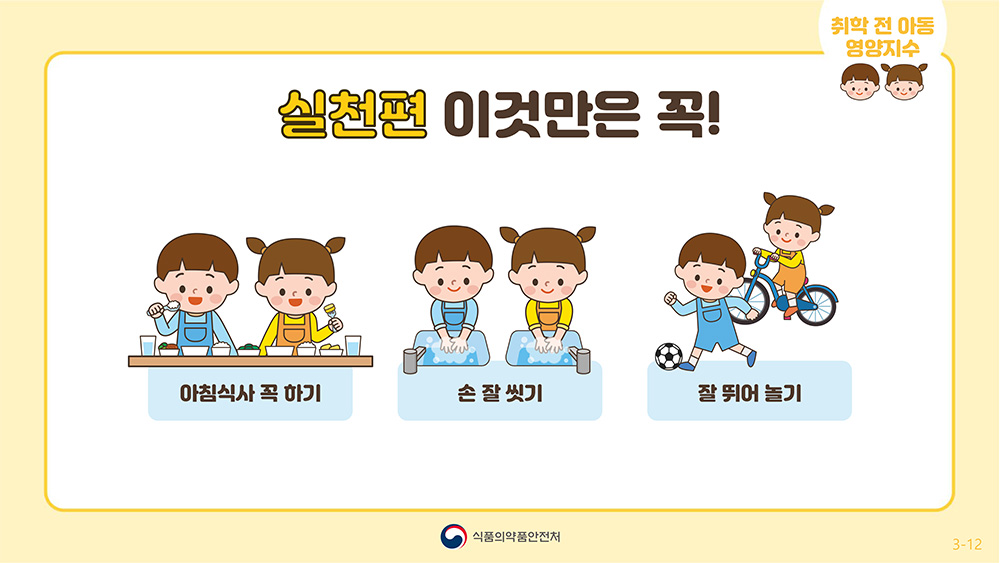 취학 전 아동
영양지수
실천편 이것만은 꼭!
아침식사 꼭 하기
손 잘 씻기
잘 뛰어 놀기
식품의약품안전처
3-12